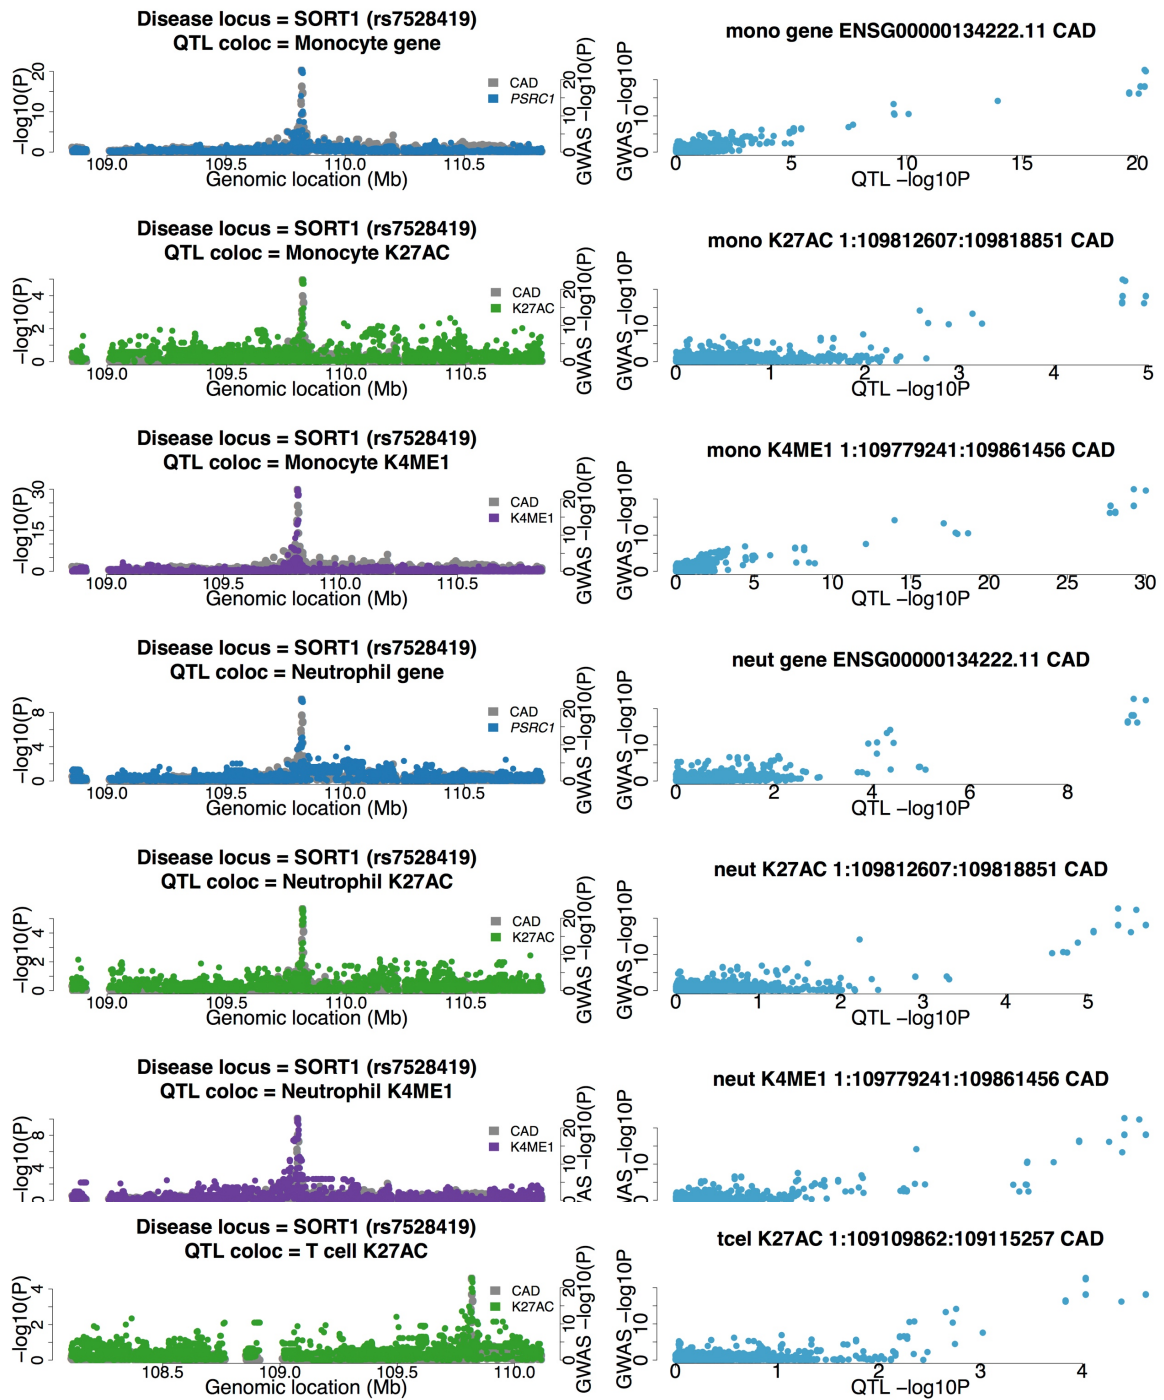 Disease locus = SORT1 (rs7528419)
QTL coloc = Monocyte gene
−log10(P)
0 10 20
CAD
PSRC1
GWAS −log10(P)
0 10 20
109.0 109.5 110.0 110.5
Genomic location (Mb)
mono gene ENSG00000134222.11 CAD
GWAS −log10P
0 10
0 5 10 15 20
QTL −log10P
Disease locus = SORT1 (rs7528419)
QTL coloc = Monocyte K27AC
−log10(P)
0 2 4
CAD
K27AC
GWAS −log10(P)
0 10 20
109.0 109.5 110.0 110.5
Genomic location (Mb)
mono K27AC 1:109812607:109818851 CAD
GWAS −log10P
0 10
0 1 2 3 4 5
QTL −log10P
Disease locus = SORT1 (rs7528419)
QTL coloc = Monocyte K4ME1
−log10(P)
0 15 30
CAD
K4ME1
GWAS −log10(P)
0 10 20
109.0 109.5 110.0 110.5
Genomic location (Mb)
mono K4ME1 1:109779241:109861456 CAD
GWAS −log10P
0 10
0 5 10 15 20 25 30
QTL −log10P
Disease locus = SORT1 (rs7528419)
QTL coloc = Neutrophil gene
−log10(P)
0 4 8
CAD
PSRC1
GWAS −log10(P)
0 10 20
109.0 109.5 110.0 110.5
Genomic location (Mb)
neut gene ENSG00000134222.11 CAD
GWAS −log10P
0 10
0 2 4 6 8
QTL −log10P
Disease locus = SORT1 (rs7528419)
QTL coloc = Neutrophil K27AC
−log10(P)
0 2 4
CAD
K27AC
GWAS −log10(P)
0 10 20
109.0 109.5 110.0 110.5
Genomic location (Mb)
neut K27AC 1:109812607:109818851 CAD
GWAS −log10P
0 10
0 1 2 3 4 5
QTL −log10P
Disease locus = SORT1 (rs7528419)
QTL coloc = Neutrophil K4ME1
−log10(P)
0 4 8
CAD
K4ME1
−log10(P)
0 10 20
neut K4ME1 1:109779241:109861456 CAD
−log10P
0 10
Disease locus = SORT1 (rs7528419)
QTL coloc = T cell K27AC
−log10(P)
0 2 4
CAD
K27AC
GWAS −log10(P)
0 10 20
108.5 109.0 109.5 110.0
Genomic location (Mb)
tcel K27AC 1:109109862:109115257 CAD
GWAS −log10P
0 10
0 1 2 3 4
QTL −log10P